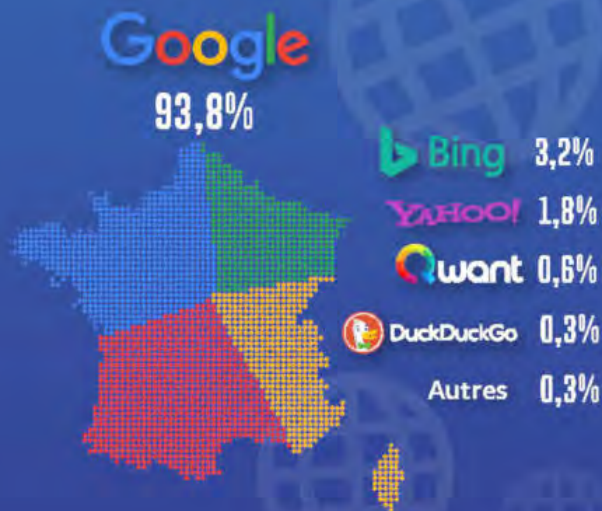 Google
93,8%
Bing 3,2%
YAHOO! 1,8%
Qwant 0,6%
DuckDuckGo 0,3%
Autres 0,3%